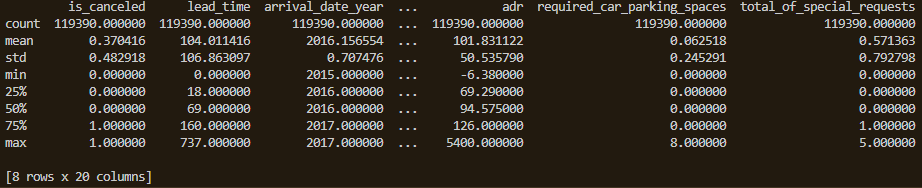 is_canceled lead_time arrival_date_year ... adr required_car_parking_spaces total_of_special_requests
count 119390.000000 119390.000000 119390.000000 ... 119390.000000 119390.000000 119390.000000
mean 0.370416 104.011416 2016.156554 ... 101.831122 0.062518 0.571363
std 0.482918 106.863097 0.707476 ... 50.535790 0.245291 0.792798
min 0.000000 0.000000 2015.000000 ... -6.380000 0.000000 0.000000
25% 0.000000 18.000000 2016.000000 ... 69.290000 0.000000 0.000000
50% 0.000000 69.000000 2016.000000 ... 94.575000 0.000000 0.000000
75% 1.000000 160.000000 2017.000000 ... 126.000000 0.000000 1.000000
max 1.000000 737.000000 2017.000000 ... 5400.000000 8.000000 5.000000
[8 rows x 20 columns]